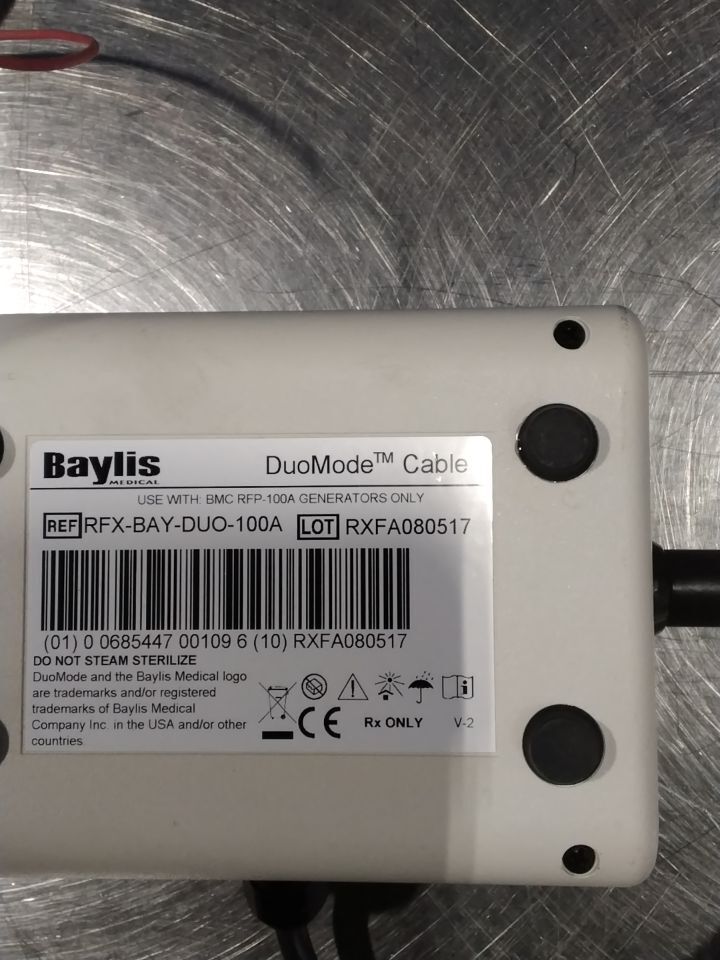 Baylis
MEDICAL
DuoMode™ Cable
USE WITH: BMC RFP-100A GENERATORS ONLY
REF RFX-BAY-DUO-100A LOT RXFA080517
(01) 0 0685447 00109 6 (10) RXFA080517
DO NOT STEAM STERILIZE
DuoMode and the Baylis Medical logo
are trademarks and/or registered
trademarks of Baylis Medical
Company Inc. in the USA and/or other
countries.
CE Rx ONLY V-2